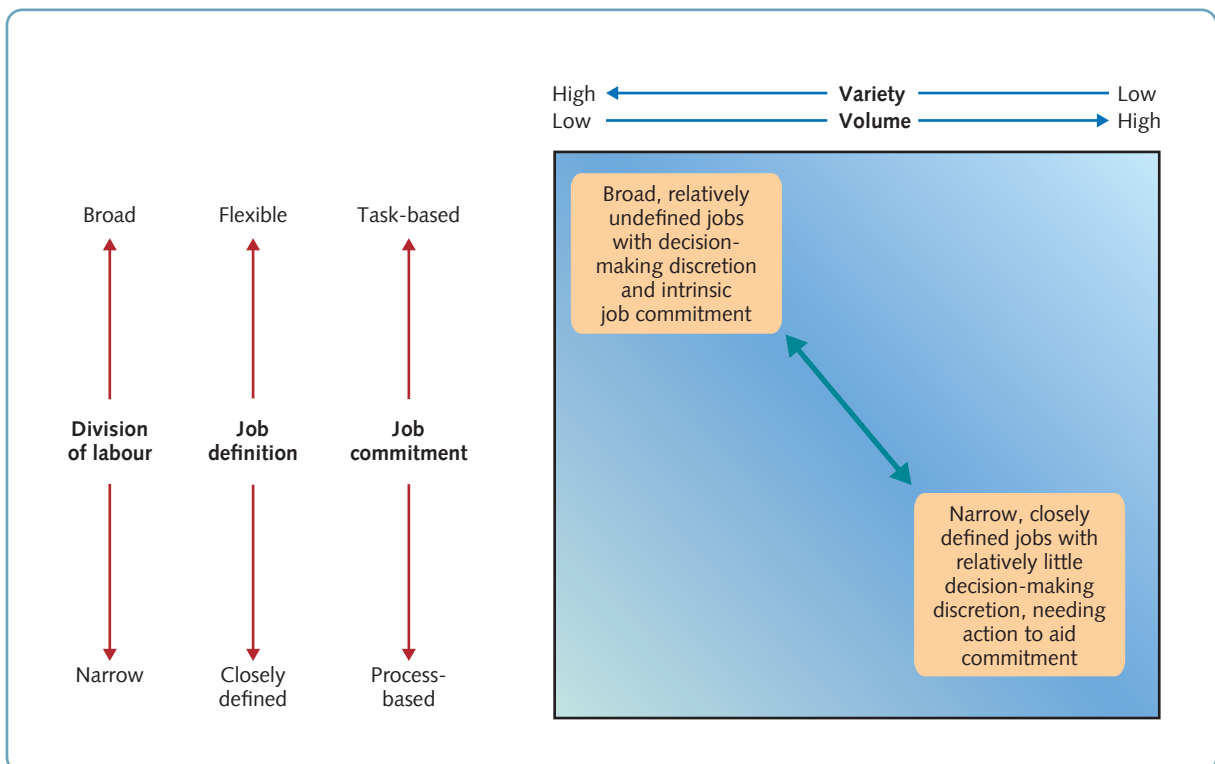 High Variety Low
Low Volume High
Broad Flexible Task-based
Division
of labour
Job
definition
Job
commitment
Narrow
Closely
defined
Process-
based
Broad, relatively
undefined jobs
with decision-
making discretion
and intrinsic
job commitment
Narrow, closely
defined jobs with
relatively little
decision-making
discretion, needing
action to aid
commitment